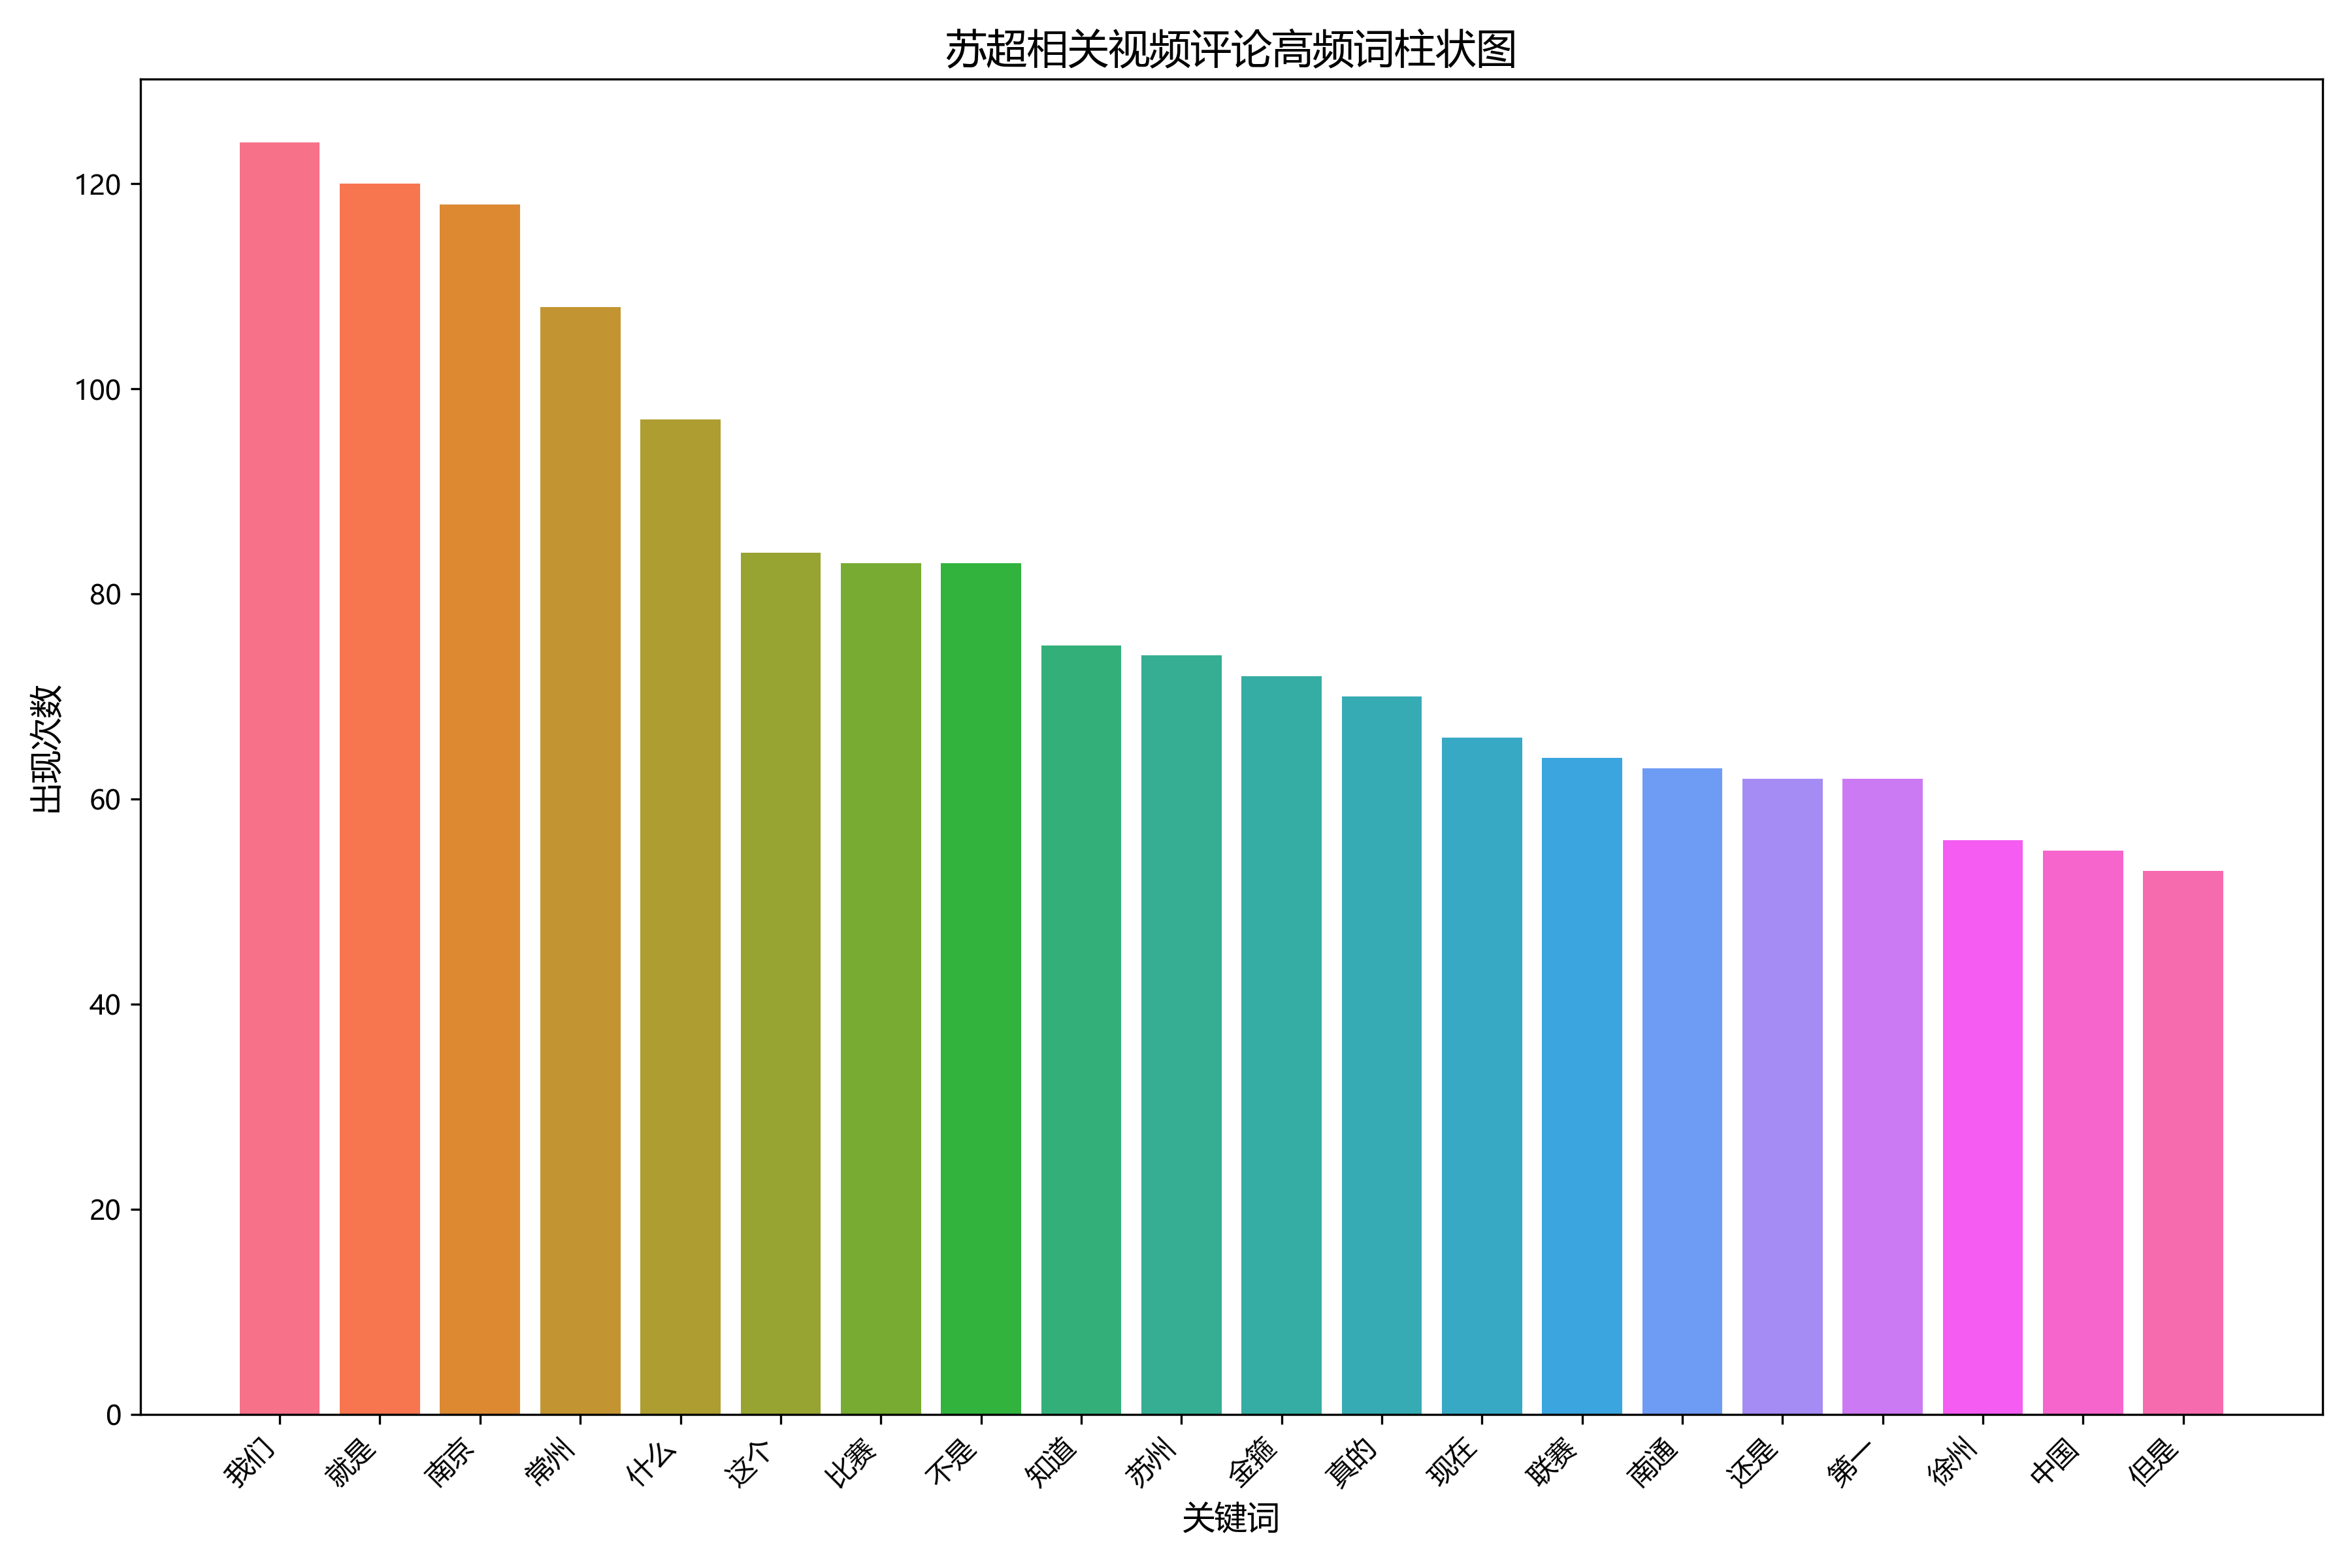 苏超相关视频评论高频词柱状图
出现次数
120
100
80
60
40
20
0
我们 就是 南京 常州 什么 这个 比赛 不是 知道 苏州 金箍 真的 现在 联赛 南通 还是 第一 徐州 中国 但是
关键词